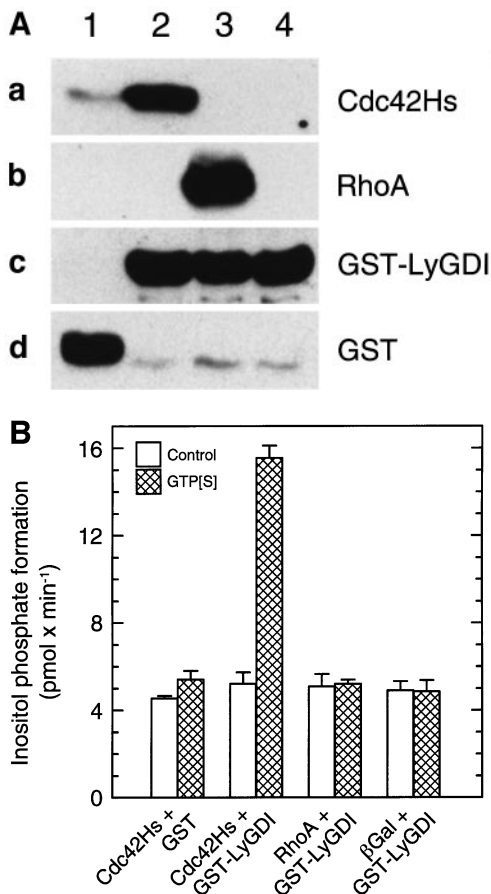 A 1 2 3 4
a Cdc42Hs
b RhoA
c GST-LyGDI
d GST
B
16
12
8
4
0
Inositol phosphate formation
(pmol x min⁻¹)
Control
GTP[S]
Cdc42Hs +
GST
Cdc42Hs +
GST-LyGDI
RhoA +
GST-LyGDI
βGal +
GST-LyGDI